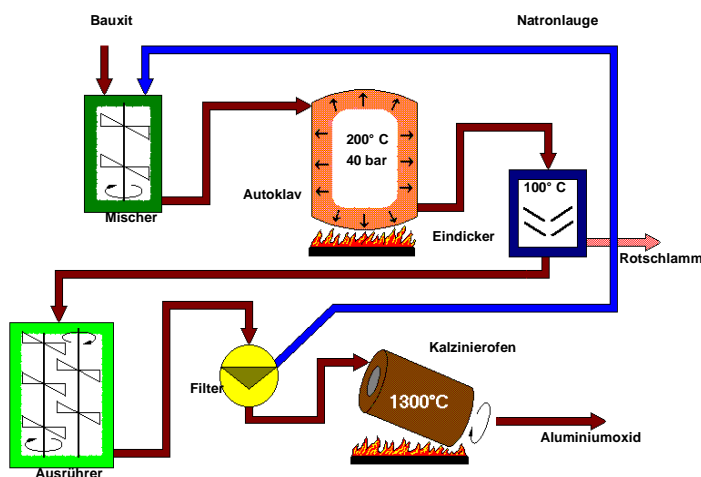 Bauxit
Natronlauge
200° C
40 bar
Autoklav
100° C
Mischer
Eindicker
Rotschlamm
Kalzinierofen
Filter
1300°C
Aluminiumoxid
Ausrührer